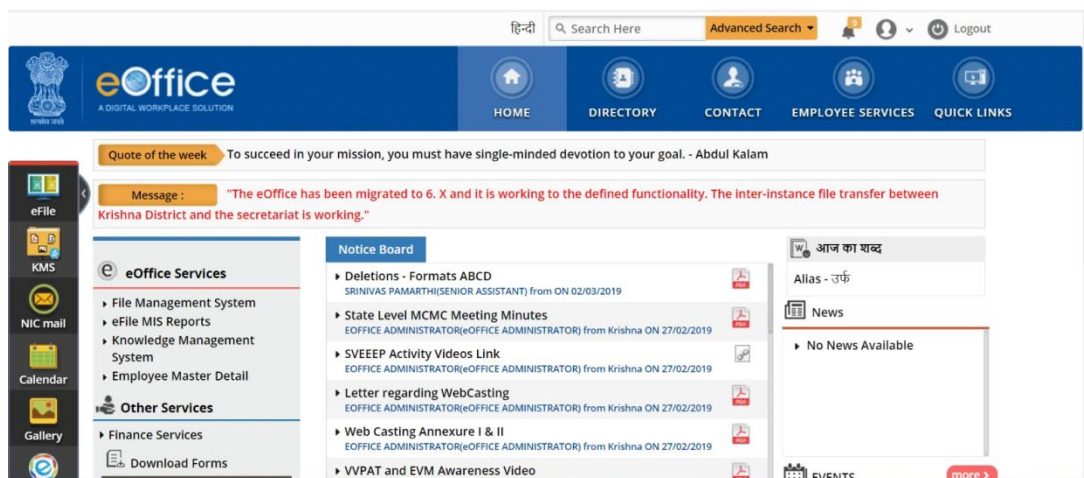 हिन्दी
Search Here
Advanced Search
0
Logout
सत्यमेव जयते
eOffice
A DIGITAL WORKPLACE SOLUTION
HOME
DIRECTORY
CONTACT
EMPLOYEE SERVICES
QUICK LINKS
Quote of the week To succeed in your mission, you must have single-minded devotion to your goal. - Abdul Kalam
Message : "The eOffice has been migrated to 6. X and it is working to the defined functionality. The inter-instance file transfer between
Krishna District and the secretariat is working."
eFile
KMS
NIC mail
Calendar
Gallery
e eOffice Services
File Management System
eFile MIS Reports
Knowledge Management
System
Employee Master Detail
Other Services
Finance Services
Download Forms
Notice Board
Deletions - Formats ABCD
SRINIVAS PAMARTHI(SENIOR ASSISTANT) from ON 02/03/2019
PDF
State Level MCMC Meeting Minutes
EOFFICE ADMINISTRATOR(eOFFICE ADMINISTRATOR) from Krishna ON 27/02/2019
PDF
SVEEEP Activity Videos Link
EOFFICE ADMINISTRATOR(eOFFICE ADMINISTRATOR) from Krishna ON 27/02/2019
Letter regarding WebCasting
EOFFICE ADMINISTRATOR(eOFFICE ADMINISTRATOR) from Krishna ON 27/02/2019
PDF
Web Casting Annexure I & II
EOFFICE ADMINISTRATOR(eOFFICE ADMINISTRATOR) from Krishna ON 27/02/2019
PDF
VVPAT and EVM Awareness Video
W आज का शब्द
Alias - उर्फ
News
No News Available
EVENTS
more >